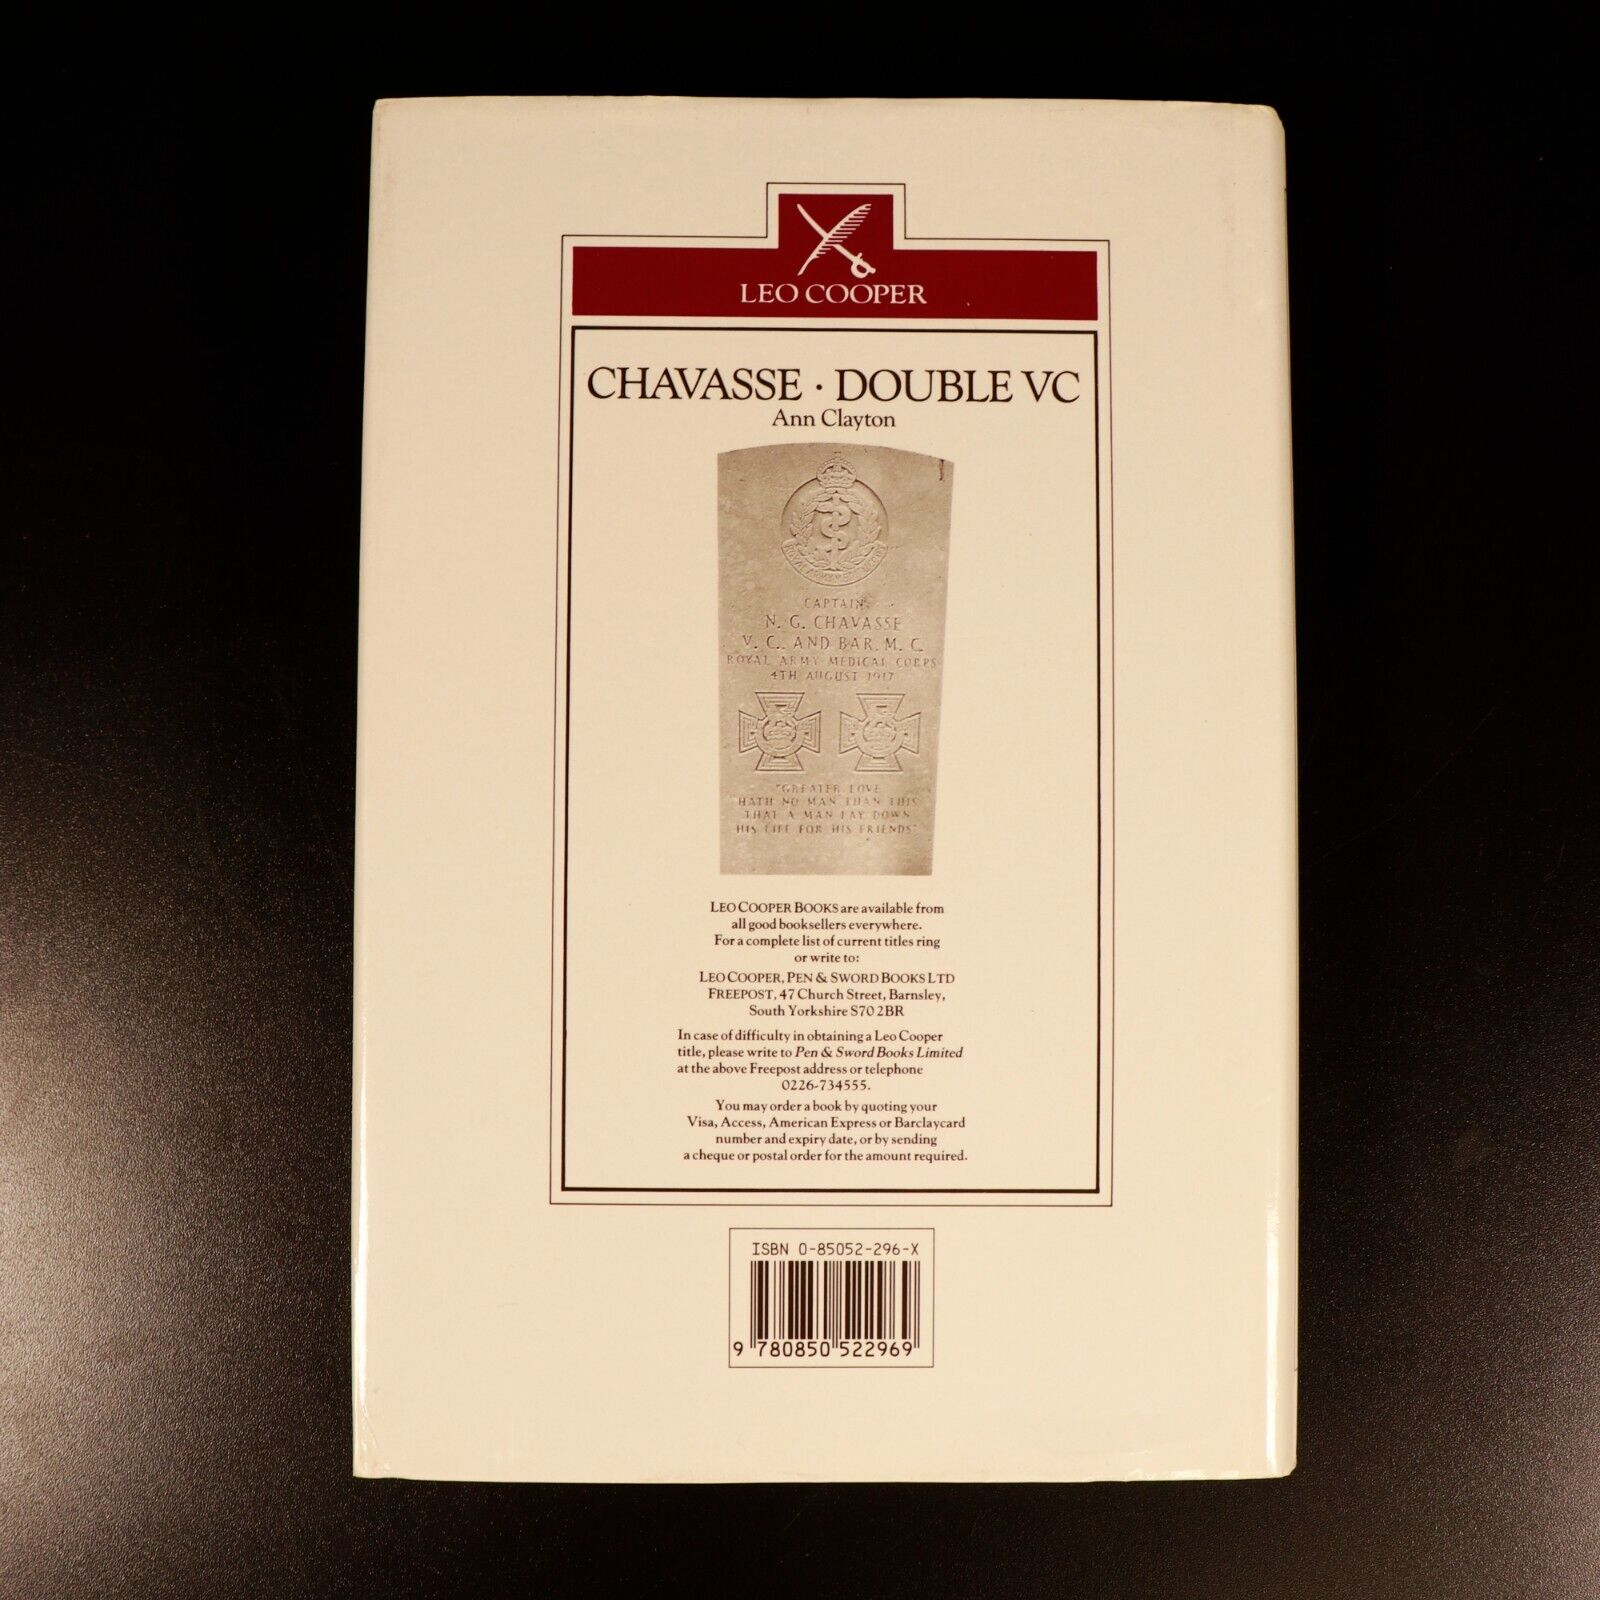 LEO COOPER
CHAVASSE · DOUBLE VC
Ann Clayton
ROYAL ARMY MEDICAL CORPS
CAPTAIN
N. G. CHAVASSE
V. C. AND BAR. M. C.
ROYAL ARMY MEDICAL CORPS
4TH AUGUST 1917
"GREATER LOVE
HATH NO MAN THAN THIS
THAT A MAN LAY DOWN
HIS LIFE FOR HIS FRIENDS"
LEO COOPER BOOKS are available from
all good booksellers everywhere.
For a complete list of current titles ring
or write to:
LEO COOPER, PEN & SWORD BOOKS LTD
FREEPOST, 47 Church Street, Barnsley,
South Yorkshire S70 2BR
In case of difficulty in obtaining a Leo Cooper
title, please write to Pen & Sword Books Limited
at the above Freepost address or telephone
0226-734555.
You may order a book by quoting your
Visa, Access, American Express or Barclaycard
number and expiry date, or by sending
a cheque or postal order for the amount required.
ISBN 0-85052-296-X
9 780850 522969